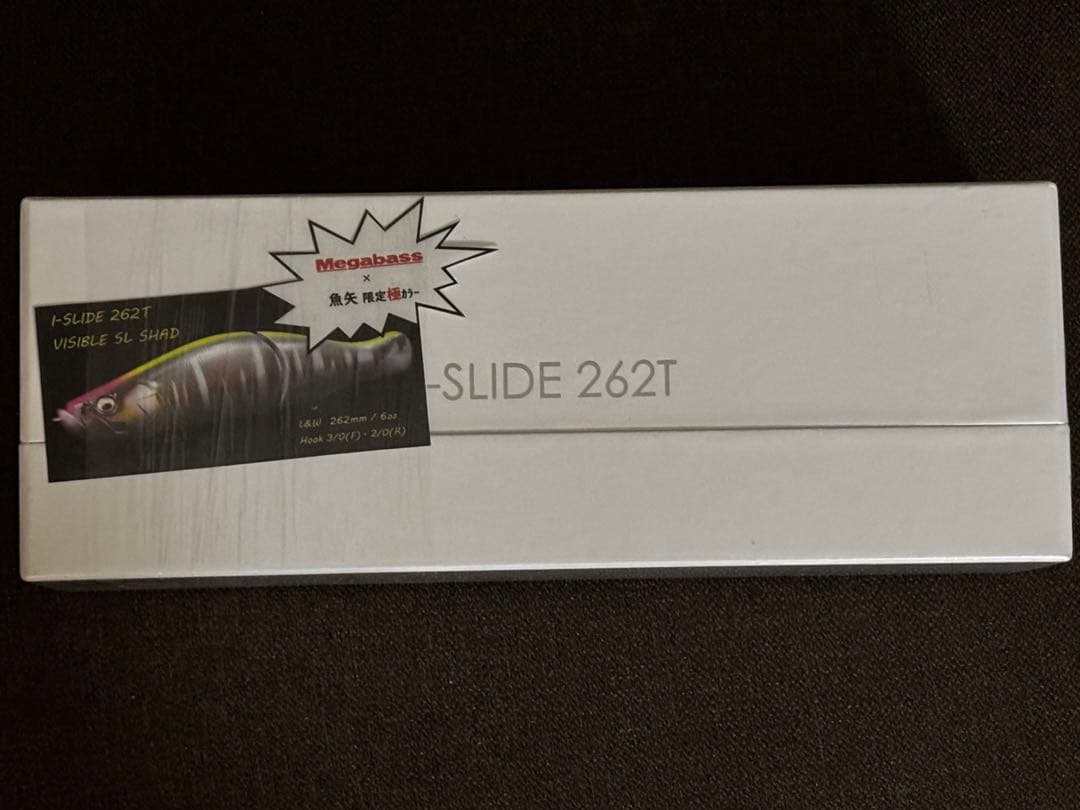 Megabass
×
魚矢 限定極カラー
I-SLIDE 262T
VISIBLE SL SHAD
L&W 262mm / 6oz
Hook 3/0(F)・2/0(R)
-SLIDE 262T